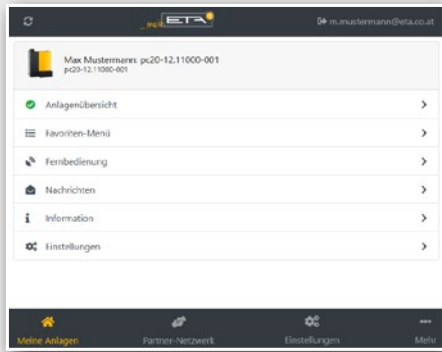 meinETA
m.mustermann@eta.co.at
Max Mustermann: pc20-12.11000-001
pc20-12.11000-001
Anlagenübersicht
Favoriten-Menü
Fernbedienung
Nachrichten
Information
Einstellungen
Meine Anlagen
Partner-Netzwerk
Einstellungen
Mehr